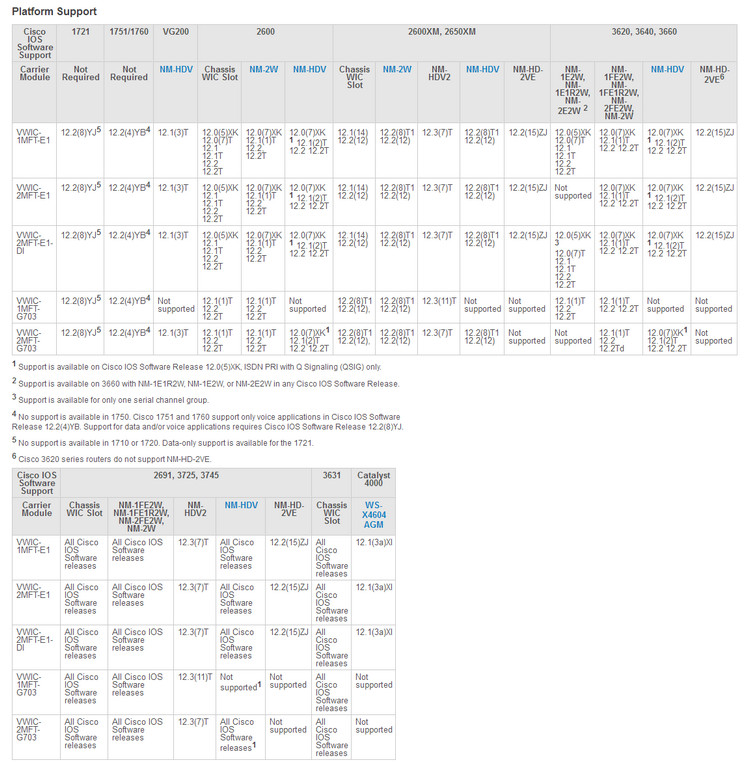 Platform Support
Cisco IOS Software Support 1721 1751/1760 VG200 2600 2600XM, 2650XM 3620, 3640, 3660
Carrier Module Not Required Not Required NM-HDV Chassis WIC Slot NM-2W NM-HDV Chassis WIC Slot NM-2W NM-HDV2 NM-HDV NM-HD-2VE NM-1E2W, NM-1E1R2W, NM-2E2W 2 NM-1FE2W, NM-1FE1R2W, NM-2FE2W, NM-2W NM-HDV NM-HD-2VE6
VWIC-1MFT-E1 12.2(8)YJ5 12.2(4)YB4 12.1(3)T 12.0(5)XK 12.0(7)T 12.1 12.1T 12.2 12.2T 12.0(7)XK 12.1(1)T 12.2 12.2T 12.0(7)XK 1 12.1(2)T 12.2 12.2T 12.1(14) 12.2(12) 12.2(8)T1 12.2(12) 12.3(7)T 12.2(8)T1 12.2(12) 12.2(15)ZJ 12.0(5)XK 12.0(7)T 12.1 12.1T 12.2 12.2T 12.0(7)XK 12.1(1)T 12.2 12.2T 12.0(7)XK 1 12.1(2)T 12.2 12.2T 12.2(15)ZJ
VWIC-2MFT-E1 12.2(8)YJ5 12.2(4)YB4 12.1(3)T 12.0(5)XK 12.1 12.1T 12.2 12.2T 12.0(7)XK 12.1(1)T 12.2 12.2T 12.0(7)XK 1 12.1(2)T 12.2 12.2T 12.1(14) 12.2(12) 12.2(8)T1 12.2(12) 12.3(7)T 12.2(8)T1 12.2(12) 12.2(15)ZJ Not supported 12.0(7)XK 12.1(1)T 12.2 12.2T 12.0(7)XK 1 12.1(2)T 12.2 12.2T 12.2(15)ZJ
VWIC-2MFT-E1-DI 12.2(8)YJ5 12.2(4)YB4 12.1(3)T 12.0(5)XK 12.1 12.1T 12.2 12.2T 12.0(7)XK 12.1(1)T 12.2 12.2T 12.0(7)XK 1 12.1(2)T 12.2 12.2T 12.1(14) 12.2(12) 12.2(8)T1 12.2(12) 12.3(7)T 12.2(8)T1 12.2(12) 12.2(15)ZJ 12.0(5)XK 3 12.0(7)T 12.1 12.1T 12.2 12.2T 12.0(7)XK 12.1(1)T 12.2 12.2T 12.0(7)XK 1 12.1(2)T 12.2 12.2T 12.2(15)ZJ
VWIC-1MFT-G703 12.2(8)YJ5 12.2(4)YB4 Not supported 12.1(1)T 12.2 12.2T 12.1(1)T 12.2 12.2T Not supported 12.2(8)T1 12.2(12), 12.2(8)T1 12.2(12) 12.3(11)T Not supported Not supported 12.1(1)T 12.2 12.2T 12.1(1)T 12.2 12.2T Not supported Not supported
VWIC-2MFT-G703 12.2(8)YJ5 12.2(4)YB4 12.1(3)T 12.1(1)T 12.2 12.2T 12.1(1)T 12.2 12.2T 12.0(7)XK1 12.1(2)T 12.2 12.2T 12.2(8)T1 12.2(12), 12.2(8)T1 12.2(12) 12.3(7)T 12.2(8)T1 12.2(12) Not supported Not supported 12.1(1)T 12.2 12.2Td 12.0(7)XK1 12.1(2)T 12.2 12.2T Not supported
1 Support is available on Cisco IOS Software Release 12.0(5)XK, ISDN PRI with Q Signaling (QSIG) only.
2 Support is available on 3660 with NM-1E1R2W, NM-1E2W, or NM-2E2W in any Cisco IOS Software Release.
3 Support is available for only one serial channel group.
4 No support is available in 1750. Cisco 1751 and 1760 support only voice applications in Cisco IOS Software
Release 12.2(4)YB. Support for data and/or voice applications requires Cisco IOS Software Release 12.2(8)YJ.
5 No support is available in 1710 or 1720. Data-only support is available for the 1721.
6 Cisco 3620 series routers do not support NM-HD-2VE.
Cisco IOS Software Support 2691, 3725, 3745 3631 Catalyst 4000
Carrier Module Chassis WIC Slot NM-1FE2W, NM-1FE1R2W, NM-2FE2W, NM-2W NM-HDV2 NM-HDV NM-HD-2VE Chassis WIC Slot WS-X4604 AGM
VWIC-1MFT-E1 All Cisco IOS Software releases All Cisco IOS Software releases 12.3(7)T All Cisco IOS Software releases 12.2(15)ZJ All Cisco IOS Software releases 12.1(3a)XI
VWIC-2MFT-E1 All Cisco IOS Software releases All Cisco IOS Software releases 12.3(7)T All Cisco IOS Software releases 12.2(15)ZJ All Cisco IOS Software releases 12.1(3a)XI
VWIC-2MFT-E1-DI All Cisco IOS Software releases All Cisco IOS Software releases 12.3(7)T All Cisco IOS Software releases 12.2(15)ZJ All Cisco IOS Software releases 12.1(3a)XI
VWIC-1MFT-G703 All Cisco IOS Software releases All Cisco IOS Software releases 12.3(11)T Not supported1 Not supported All Cisco IOS Software releases Not supported
VWIC-2MFT-G703 All Cisco IOS Software releases All Cisco IOS Software releases 12.3(7)T All Cisco IOS Software releases1 Not supported All Cisco IOS Software releases Not supported